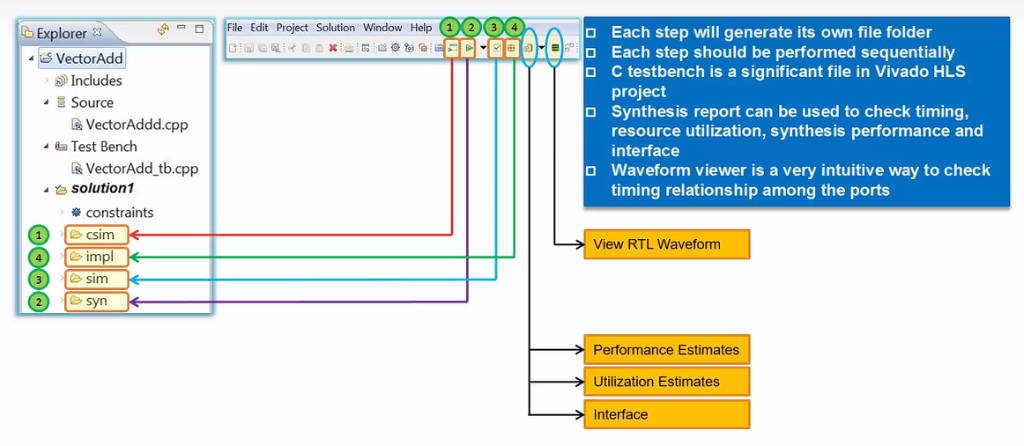 Explorer
VectorAdd
Includes
Source
VectorAddd.cpp
Test Bench
VectorAdd_tb.cpp
solution1
constraints
1 csim
4 impl
3 sim
2 syn
File Edit Project Solution Window Help 1 2 3 4
Each step will generate its own file folder
Each step should be performed sequentially
C testbench is a significant file in Vivado HLS
project
Synthesis report can be used to check timing,
resource utilization, synthesis performance and
interface
Waveform viewer is a very intuitive way to check
timing relationship among the ports
View RTL Waveform
Performance Estimates
Utilization Estimates
Interface